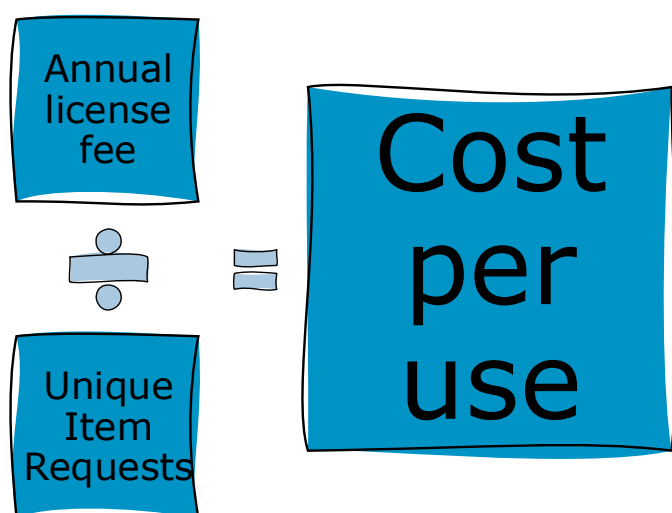 Annual
license
fee
÷
Unique
Item
Requests
=
Cost
per
use